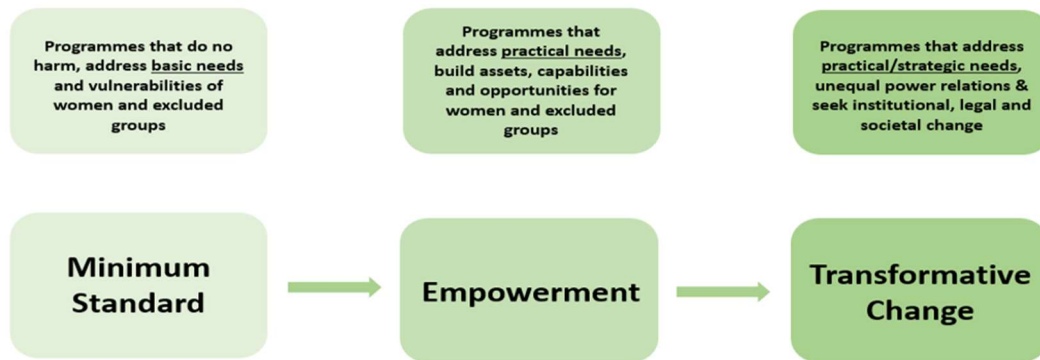 Programmes that do no
harm, address basic needs
and vulnerabilities of
women and excluded
groups
Programmes that
address practical needs,
build assets, capabilities
and opportunities for
women and excluded
groups
Programmes that address
practical/strategic needs,
unequal power relations &
seek institutional, legal and
societal change
Minimum
Standard
Empowerment
Transformative
Change